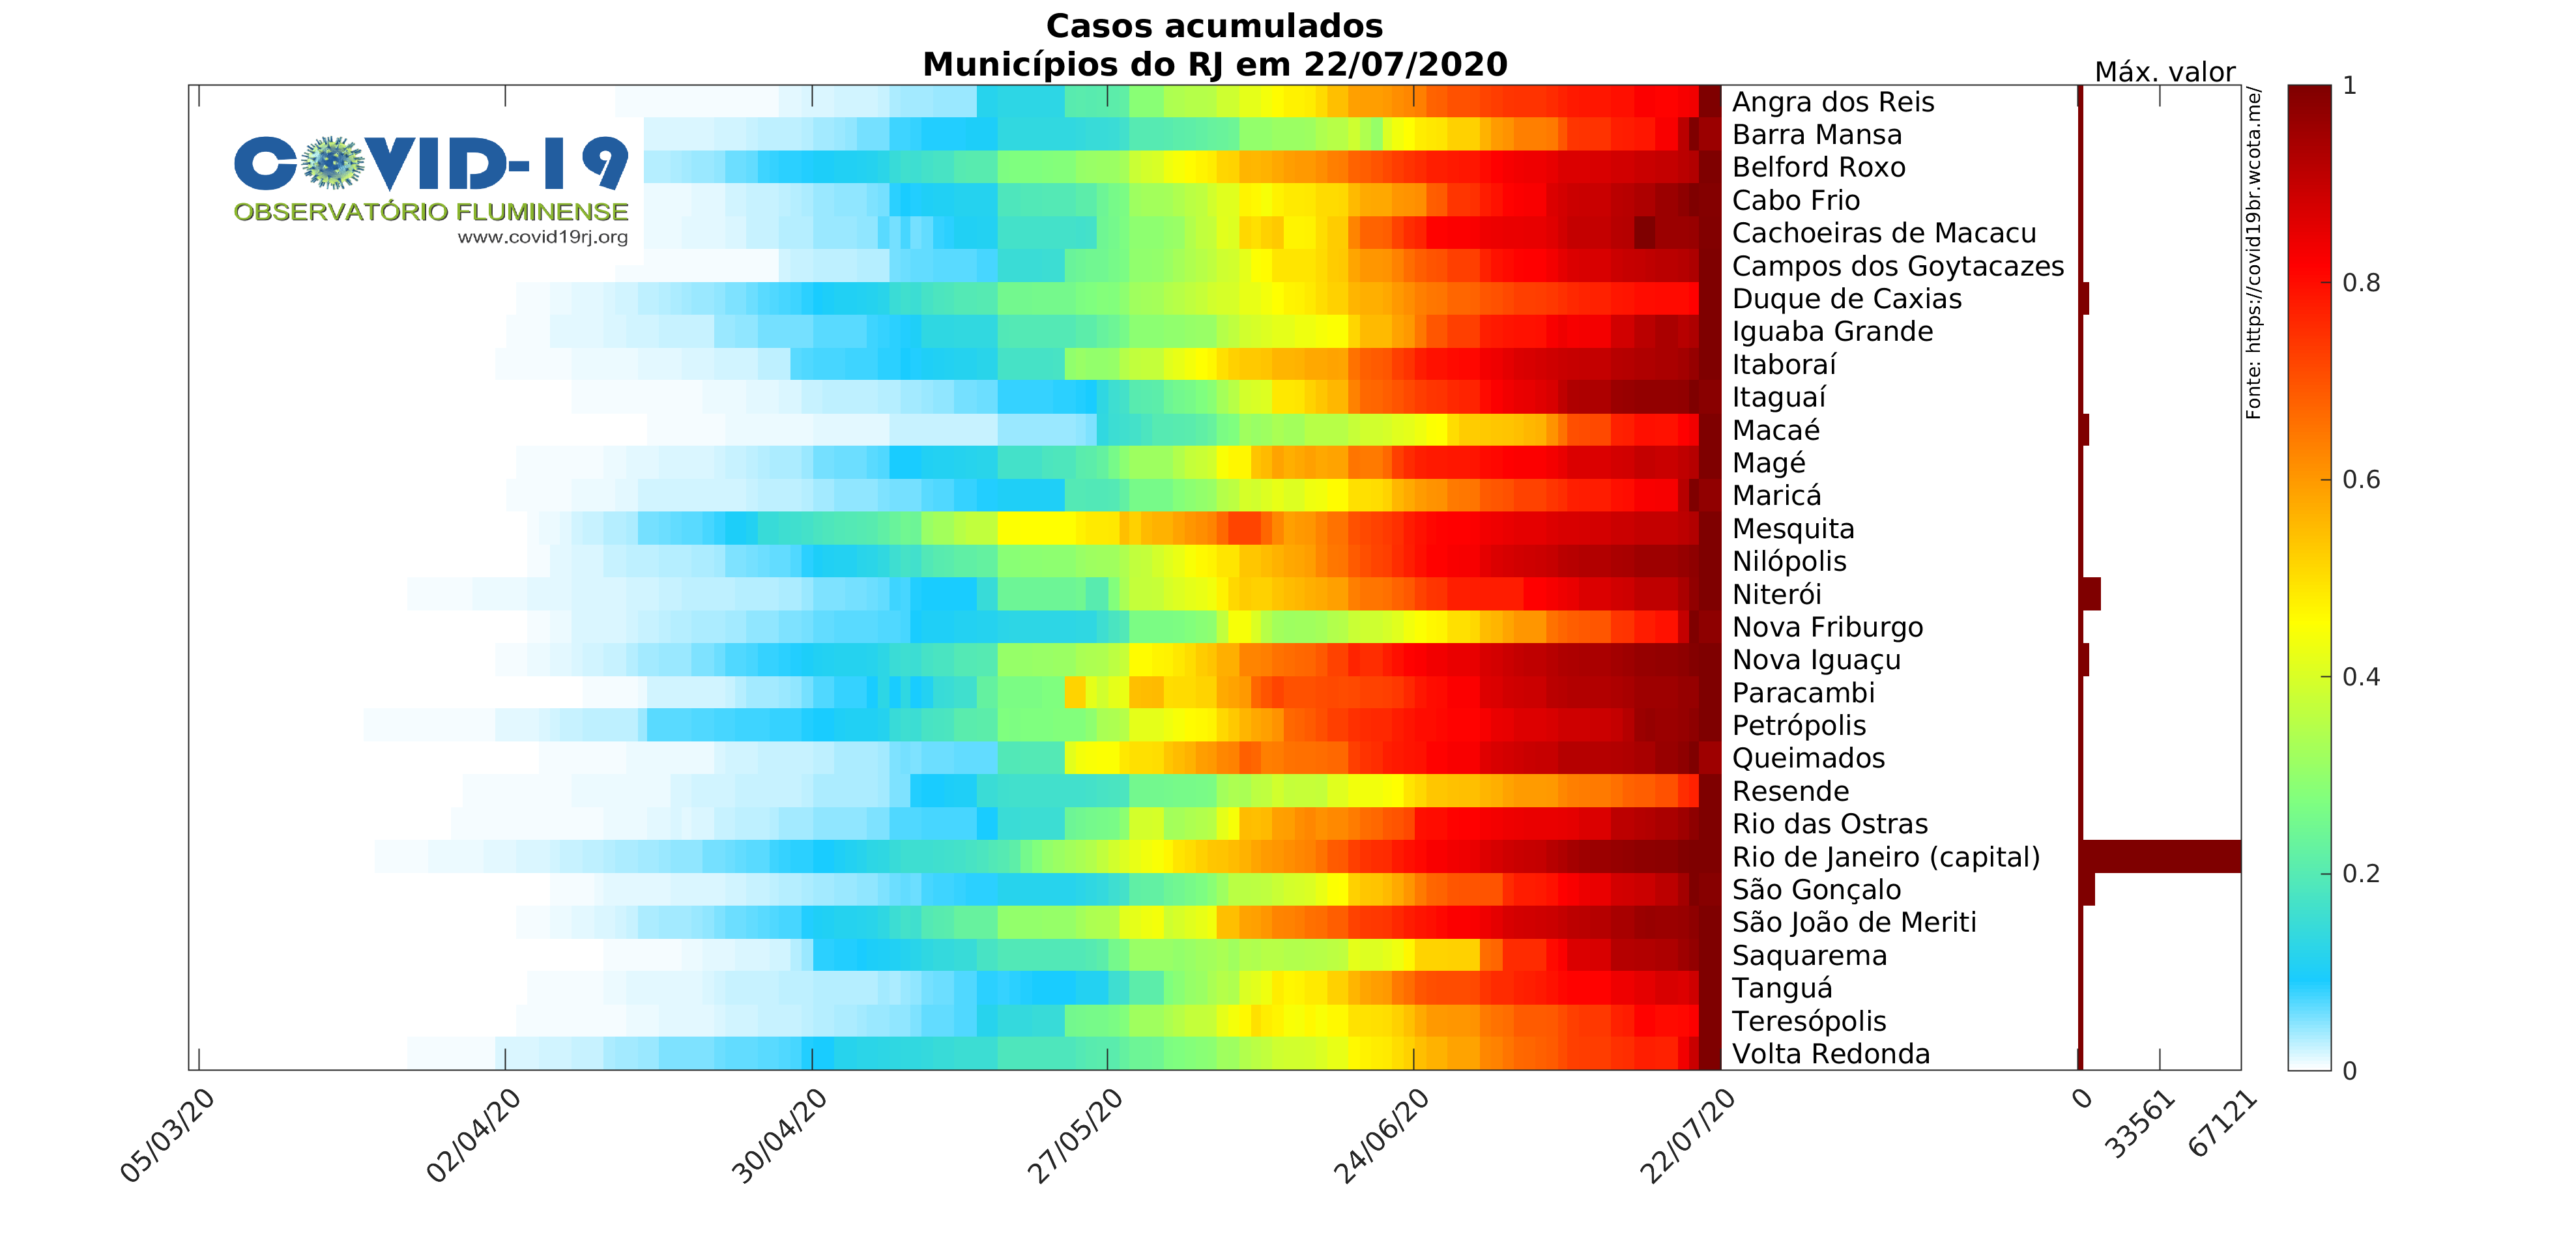 Casos acumulados
Municípios do RJ em 22/07/2020
Máx. valor
COVID-19
OBSERVATÓRIO FLUMINENSE
www.covid19rj.org
Angra dos Reis
Barra Mansa
Belford Roxo
Cabo Frio
Cachoeiras de Macacu
Campos dos Goytacazes
Duque de Caxias
Iguaba Grande
Itaboraí
Itaguaí
Macaé
Magé
Maricá
Mesquita
Nilópolis
Niterói
Nova Friburgo
Nova Iguaçu
Paracambi
Petrópolis
Queimados
Resende
Rio das Ostras
Rio de Janeiro (capital)
São Gonçalo
São João de Meriti
Saquarema
Tanguá
Teresópolis
Volta Redonda
Fonte: https://covid19br.wcota.me/
1
0.8
0.6
0.4
0.2
0
05/03/20
02/04/20
30/04/20
27/05/20
24/06/20
22/07/20
0
33561
67121